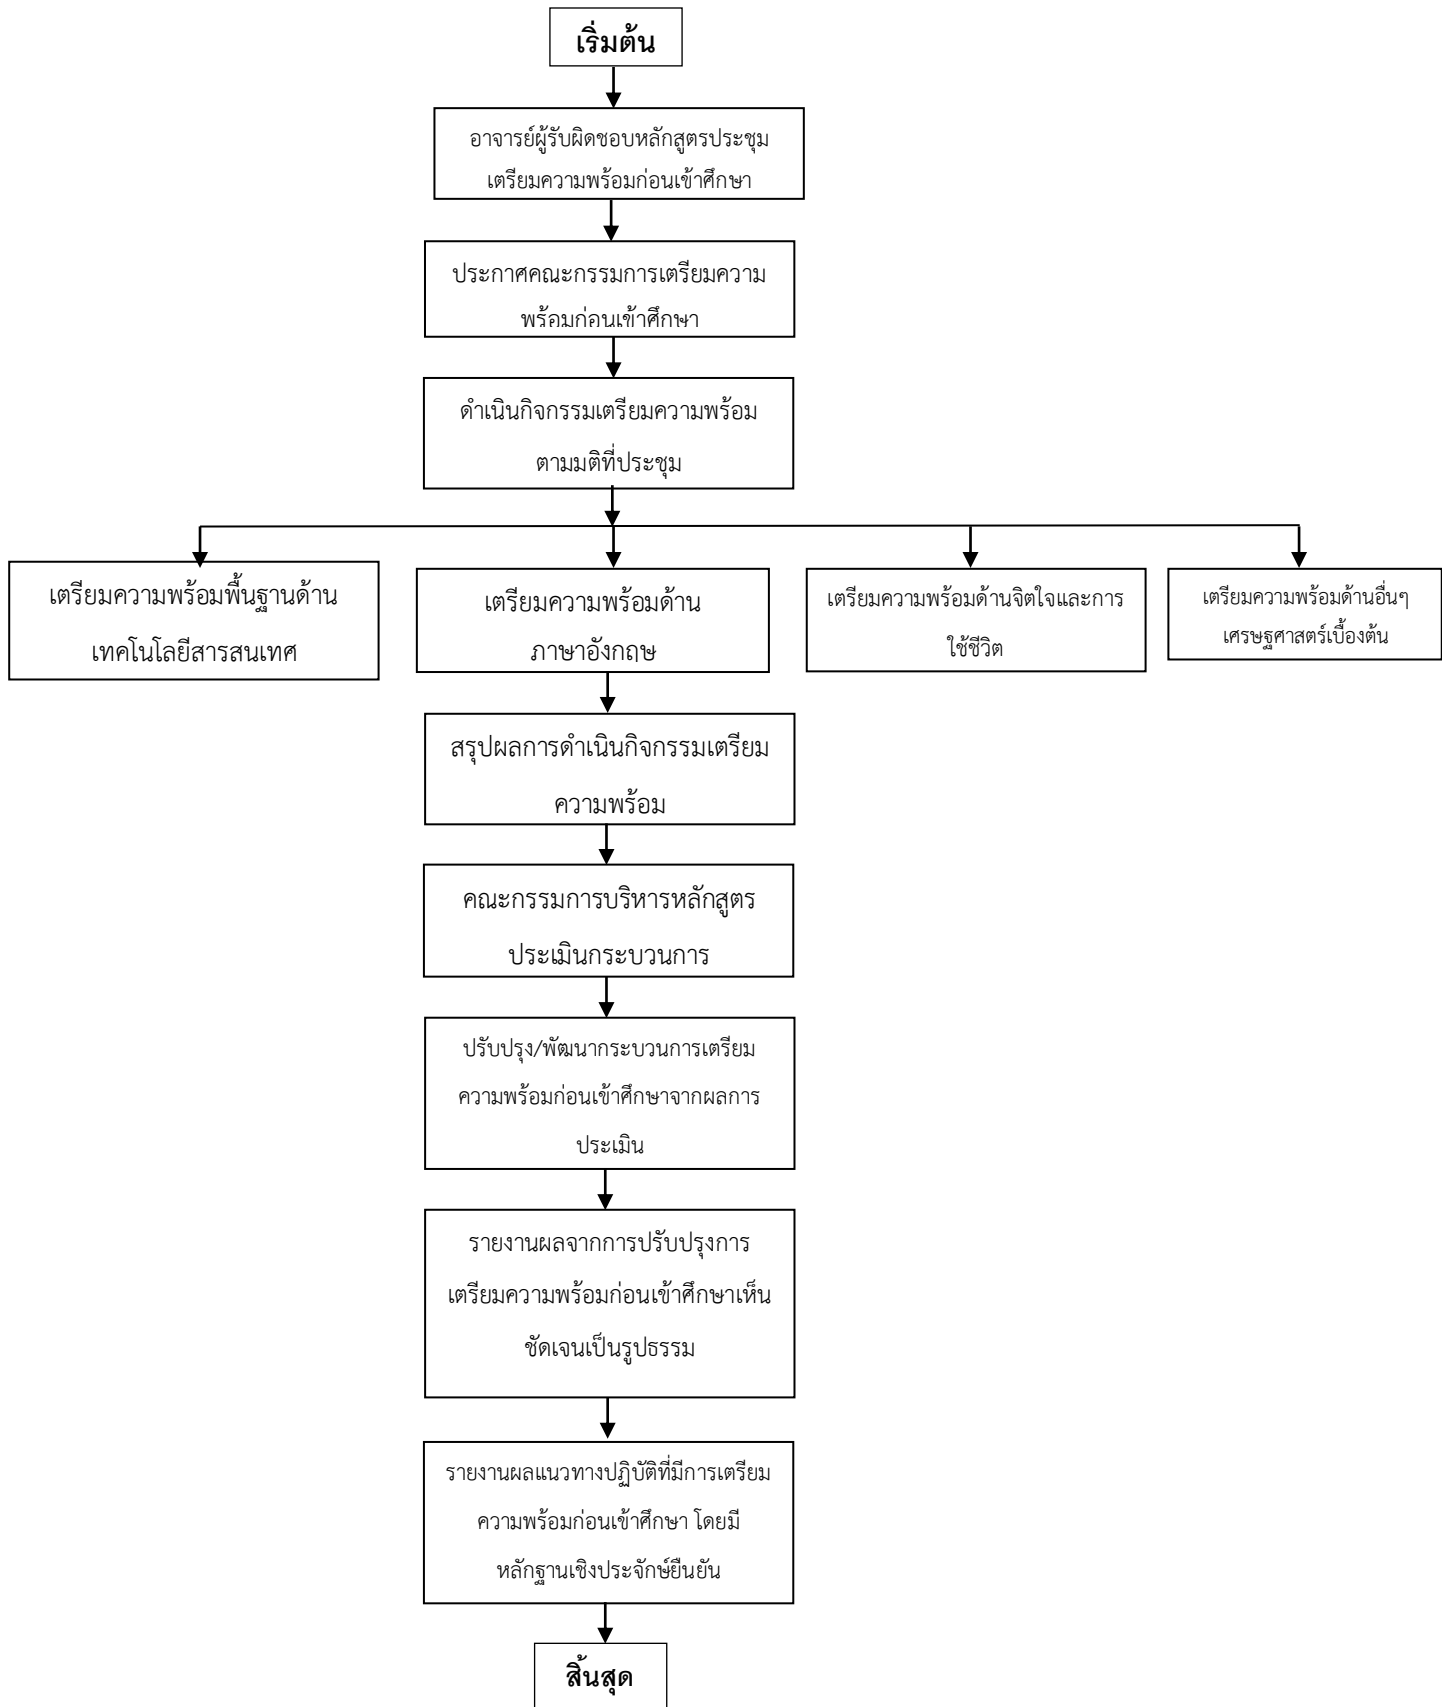 เริ่มต้น
อาจารย์ผู้รับผิดชอบหลักสูตรประชุม
เตรียมความพร้อมก่อนเข้าศึกษา
ประกาศคณะกรรมการเตรียมความ
พร้อมก่อนเข้าศึกษา
ดำเนินกิจกรรมเตรียมความพร้อม
ตามมติที่ประชุม
เตรียมความพร้อมพื้นฐานด้าน
เทคโนโลยีสารสนเทศ
เตรียมความพร้อมด้าน
ภาษาอังกฤษ
เตรียมความพร้อมด้านจิตใจและการ
ใช้ชีวิต
เตรียมความพร้อมด้านอื่นๆ
เศรษฐศาสตร์เบื้องต้น
สรุปผลการดำเนินกิจกรรมเตรียม
ความพร้อม
คณะกรรมการบริหารหลักสูตร
ประเมินกระบวนการ
ปรับปรุง/พัฒนากระบวนการเตรียม
ความพร้อมก่อนเข้าศึกษาจากผลการ
ประเมิน
รายงานผลจากการปรับปรุงการ
เตรียมความพร้อมก่อนเข้าศึกษาเห็น
ชัดเจนเป็นรูปธรรม
รายงานผลแนวทางปฏิบัติที่มีการเตรียม
ความพร้อมก่อนเข้าศึกษา โดยมี
หลักฐานเชิงประจักษ์ยืนยัน
สิ้นสุด